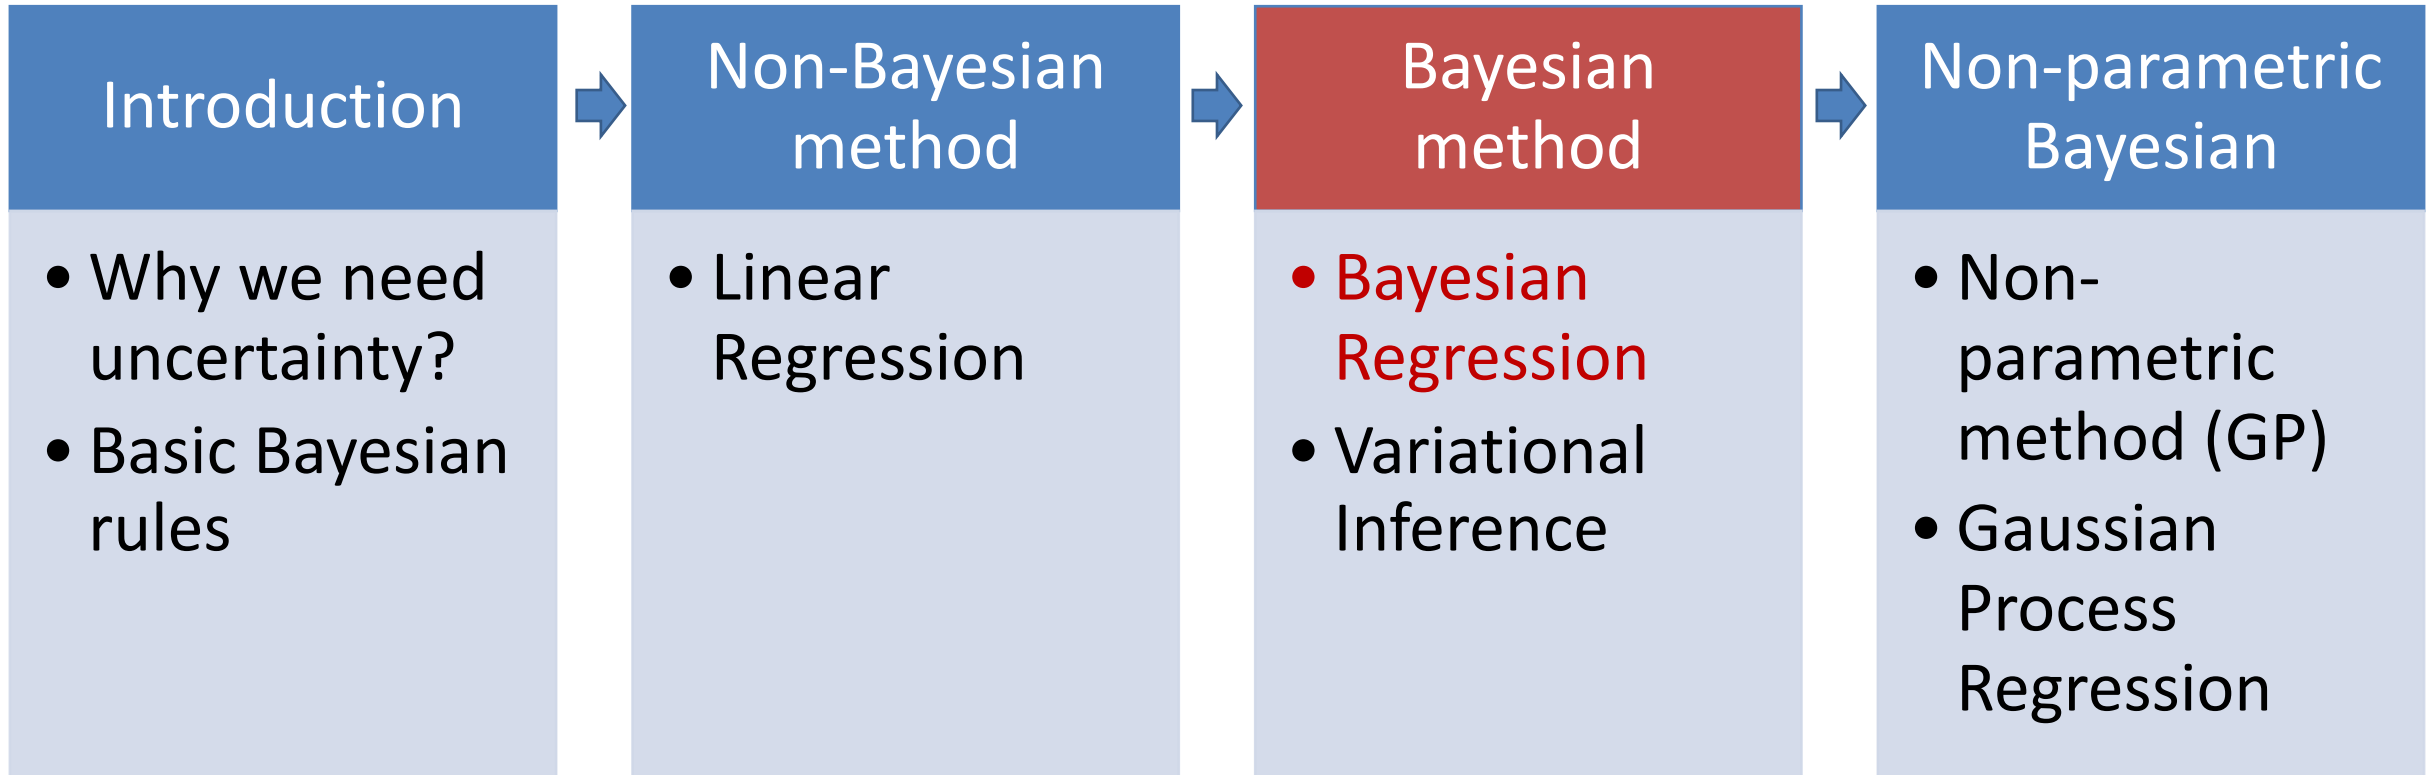 Introduction
• Why we need
uncertainty?
• Basic Bayesian
rules
Non-Bayesian
method
• Linear
Regression
Bayesian
method
• Bayesian
Regression
• Variational
Inference
Non-parametric
Bayesian
• Non-
parametric
method (GP)
• Gaussian
Process
Regression